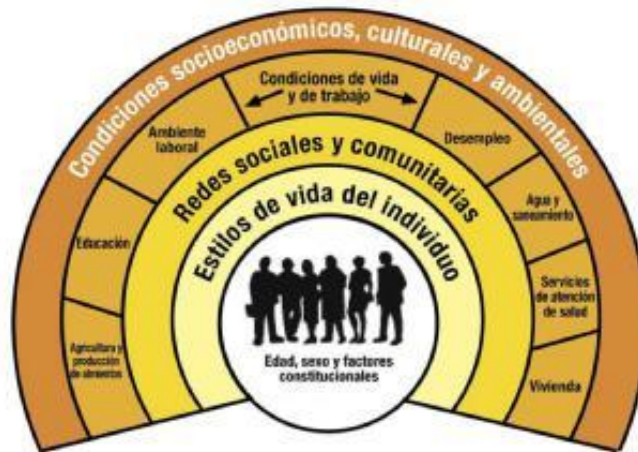 Condiciones socioeconómicos, culturales y ambientales
Condiciones de vida
y de trabajo
Ambiente
laboral
Desempleo
Educación
Agua y
saneamiento
Agricultura y
producción
de alimentos
Servicios
de atención
de salud
Vivienda
Redes sociales y comunitarias
Estilos de vida del individuo
Edad, sexo y factores
constitucionales